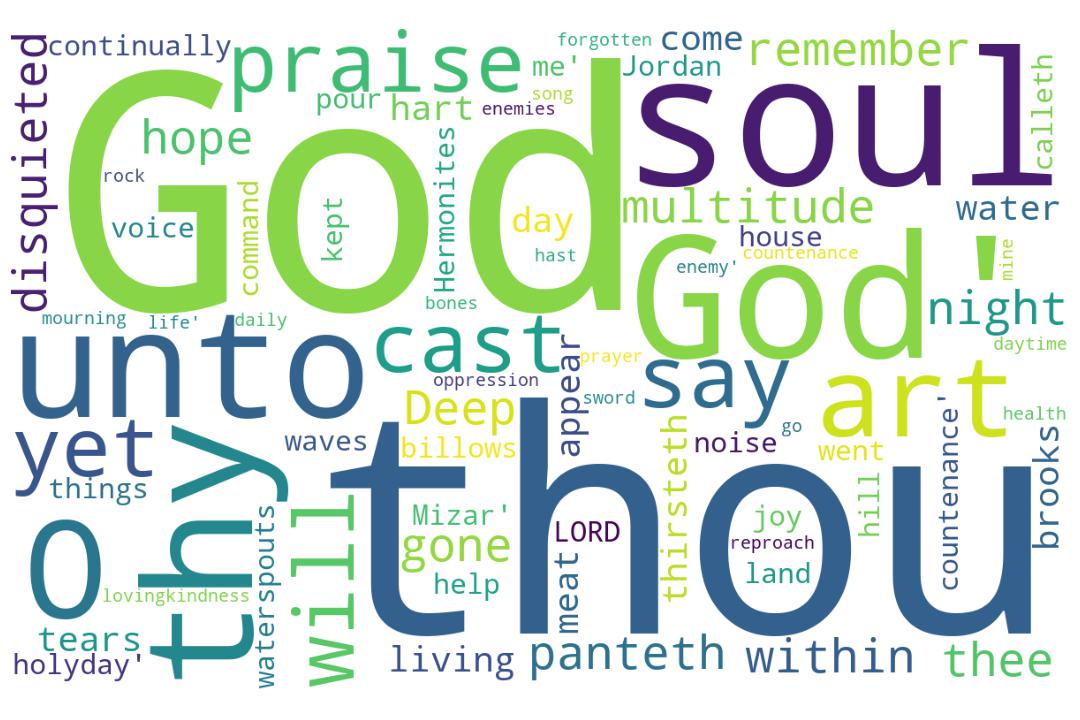 continually
praise
forgotten
come
remember
disquieted
God
me'
Jordan
soul
calleth
pour
hart
song
enemies
hope
rock
voice
command
kept
Hermonites
day
hast
multitude
water
house
enemy'
countenance
God'
mine
night
bones
mourning
life'
daily
daytime
unto
cast
appear
prayer
oppression
say
art
sword
health
yet
thy
waves
Deep
billows
go
noise
went
thou
things
thirsteth
hill
countenance'
brooks
O
waterspouts
will
Mizar'
gone
LORD
joy
reproach
help
meat
land
lovingkindness
tears
holyday'
living
panteth
within
thee